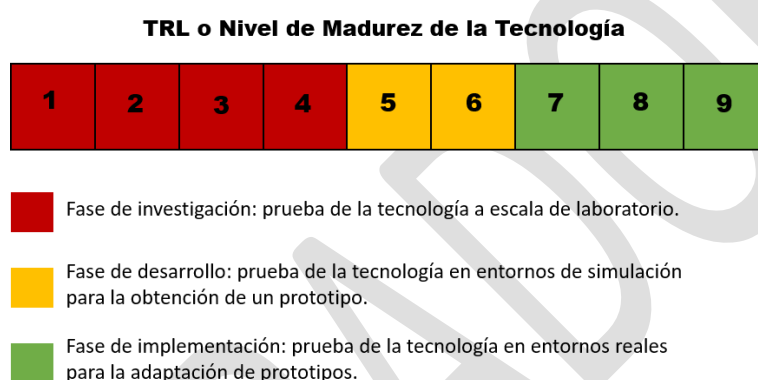 TRL o Nivel de Madurez de la Tecnología
1 2 3 4 5 6 7 8 9
Fase de investigación: prueba de la tecnología a escala de laboratorio.
Fase de desarrollo: prueba de la tecnología en entornos de simulación
para la obtención de un prototipo.
Fase de implementación: prueba de la tecnología en entornos reales
para la adaptación de prototipos.